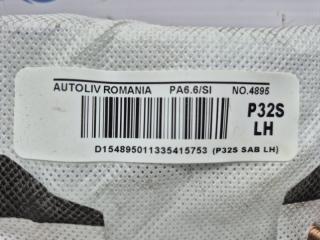 AUTOLIV ROMANIA PA6.6/SI NO.4895
P32S
LH
D154895011335415753 (P32S SAB LH)